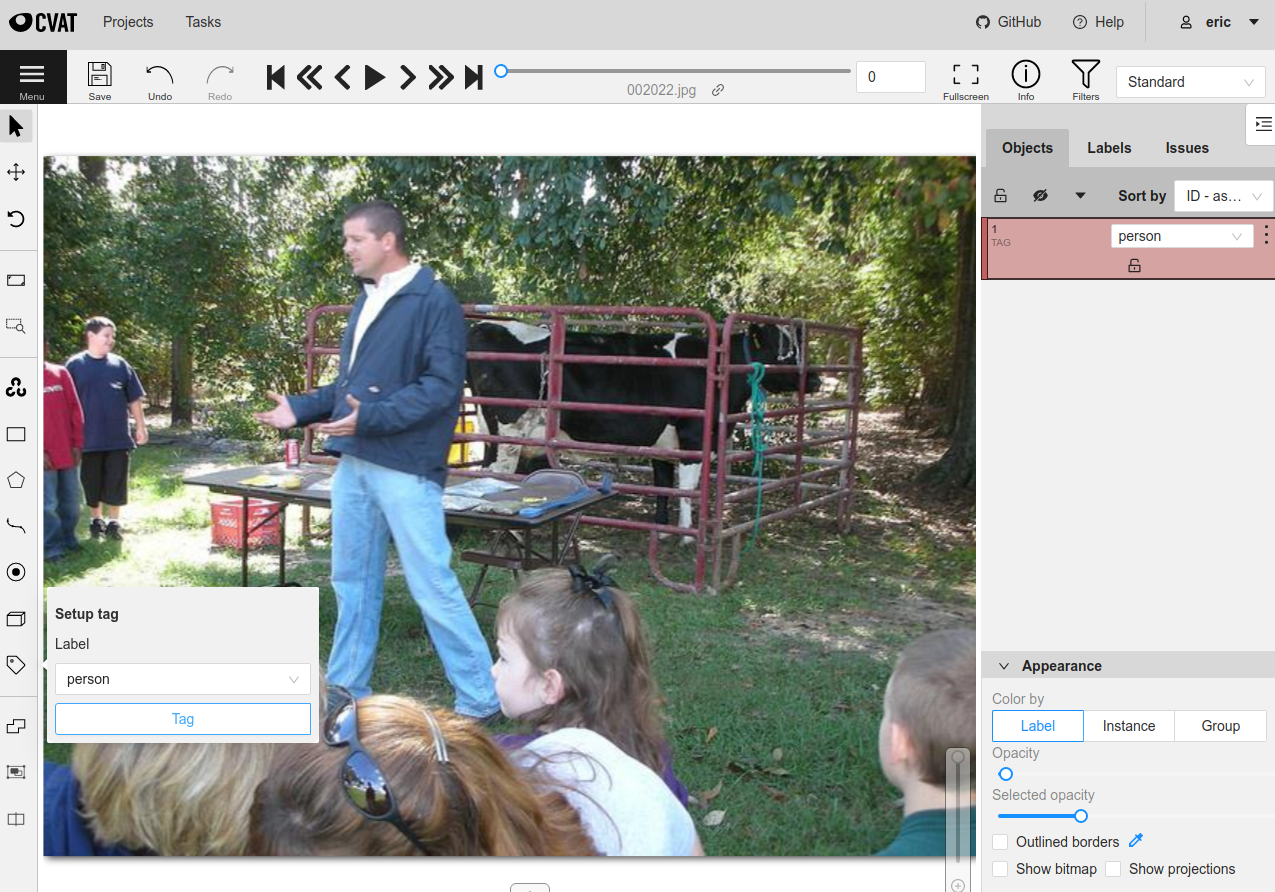 CVAT Projects Tasks GitHub Help eric
Menu Save Undo Redo 002022.jpg 0 Fullscreen Info Filters Standard
Objects Labels Issues
Sort by ID - as...
1 person
TAG
Setup tag
Label
person
Tag
Appearance
Color by
Label Instance Group
Opacity
Selected opacity
Outlined borders
Show bitmap Show projections